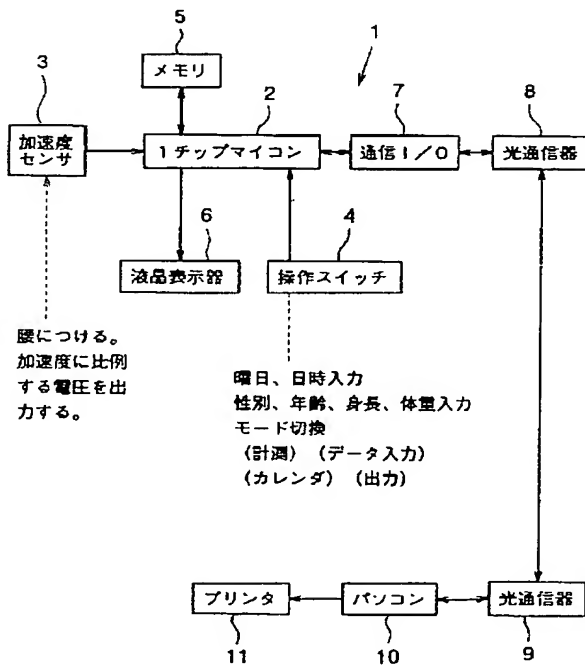 5
メモリ
1
3
2
7
8
加速度
センサ
1チップマイコン
通信I/O
光通信器
6
4
液晶表示器
操作スイッチ
腰につける。
加速度に比例
する電圧を出
力する。
曜日、日時入力
性別、年齢、身長、体重入力
モード切換
(計測) (データ入力)
(カレンダ) (出力)
プリンタ
パソコン
光通信器
11
10
9